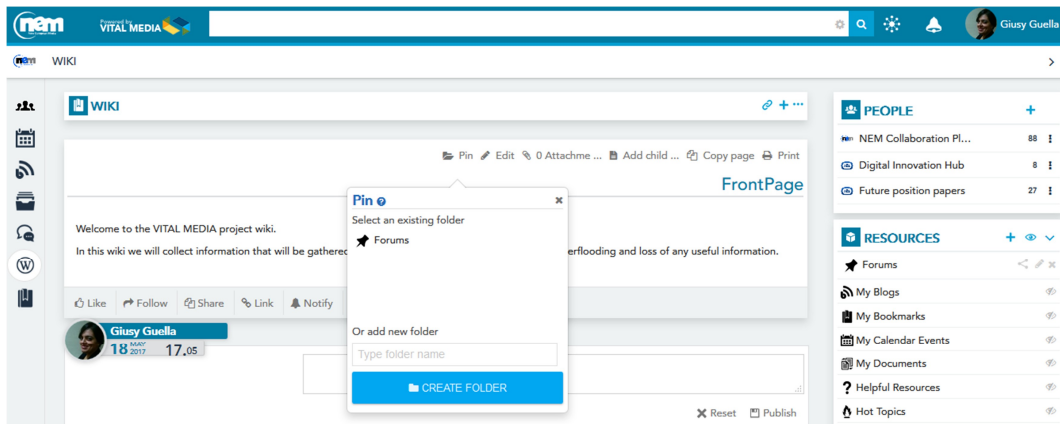 nem
Powered by
VITAL MEDIA
Giusy Guella
nem WIKI
WIKI
Pin Edit 0 Attachme ... Add child ... Copy page Print
FrontPage
Welcome to the VITAL MEDIA project wiki.
In this wiki we will collect information that will be gathered
erflooding and loss of any useful information.
Like Follow Share Link Notify
Giusy Guella
18 MAY 2017 17.05
Reset Publish
Pin
Select an existing folder
Forums
Or add new folder
Type folder name
CREATE FOLDER
PEOPLE
nem NEM Collaboration Pl... 88
Digital Innovation Hub 8
Future position papers 27
RESOURCES
Forums
My Blogs
My Bookmarks
My Calendar Events
My Documents
Helpful Resources
Hot Topics